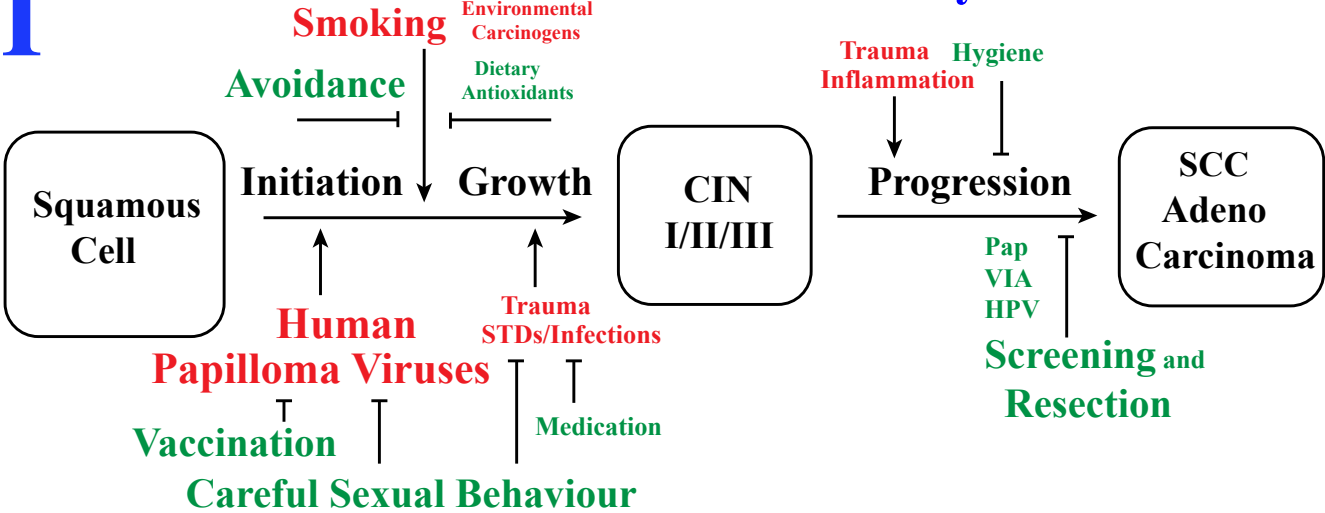 Smoking
Environmental
Carcinogens
Avoidance
Dietary
Antioxidants
Trauma
Inflammation
Hygiene
Squamous
Cell
Initiation
Growth
CIN
I/II/III
Progression
SCC
Adeno
Carcinoma
Human
Papilloma Viruses
Trauma
STDs/Infections
Pap
VIA
HPV
Screening and
Resection
Vaccination
Medication
Careful Sexual Behaviour